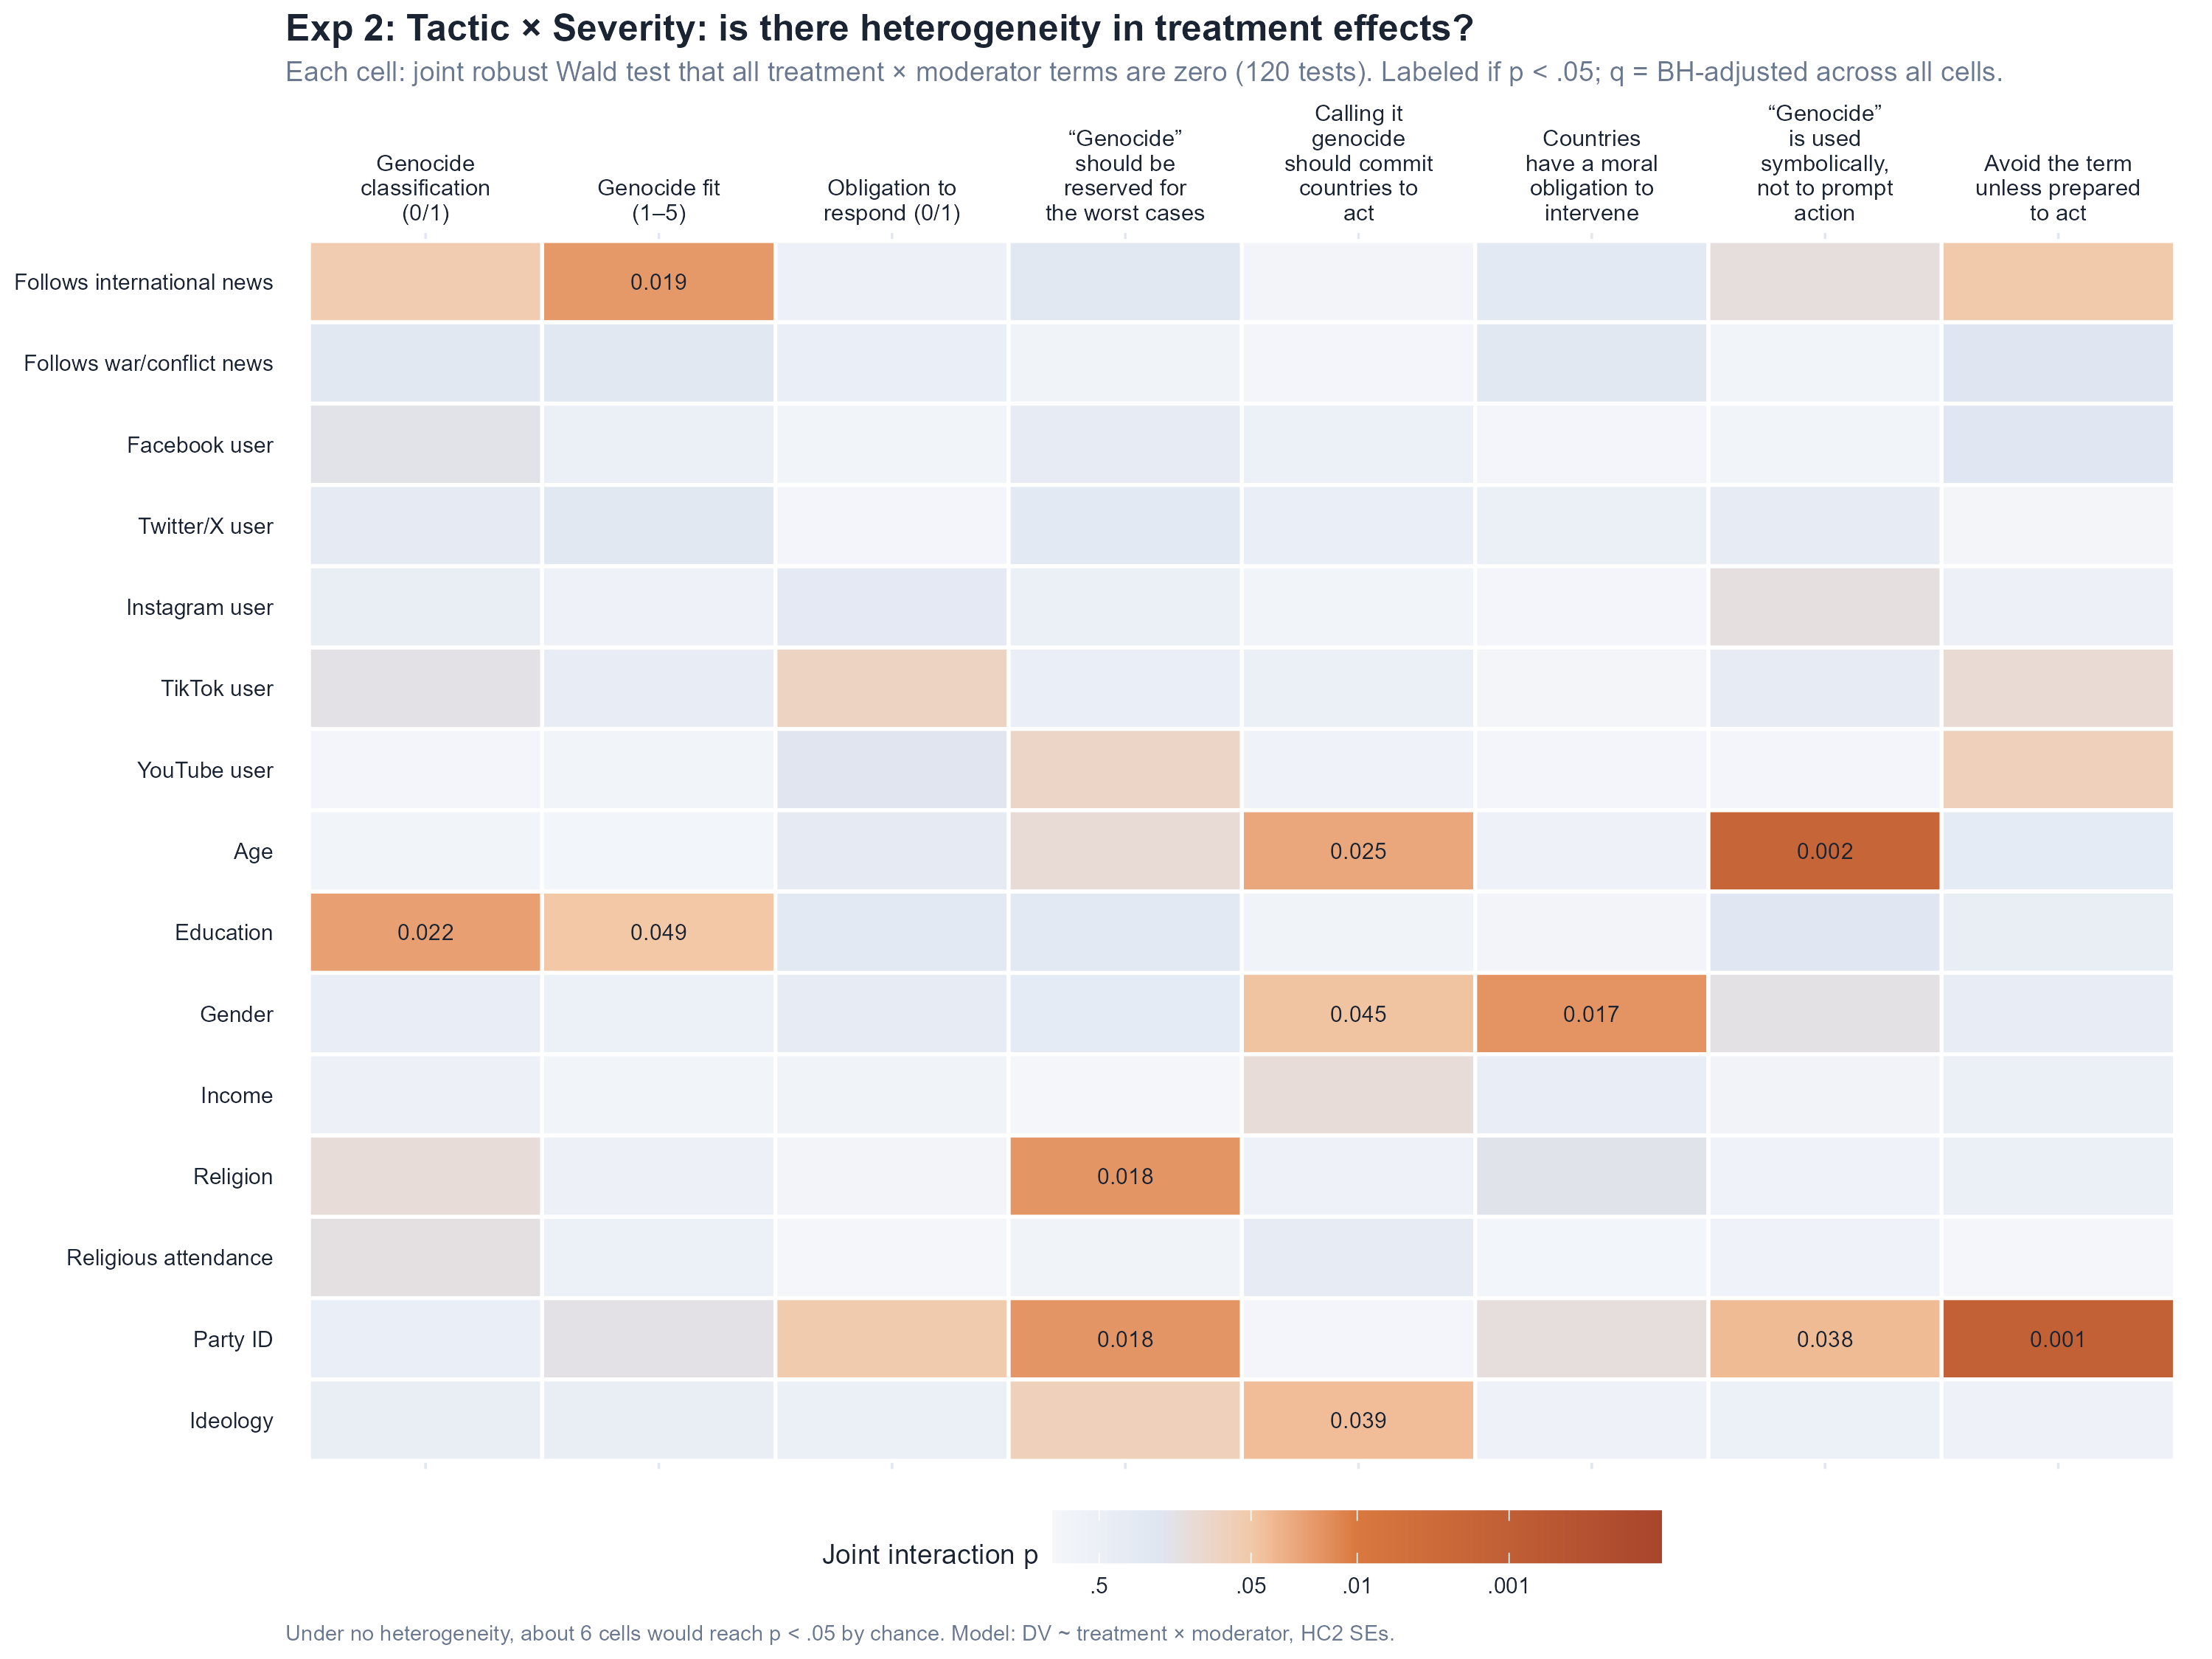 Exp 2: Tactic × Severity: is there heterogeneity in treatment effects?
Each cell: joint robust Wald test that all treatment × moderator terms are zero (120 tests). Labeled if p < .05; q = BH-adjusted across all cells.
Genocide
classification
(0/1)
Genocide fit
(1–5)
Obligation to
respond (0/1)
“Genocide”
should be
reserved for
the worst cases
Calling it
genocide
should commit
countries to
act
Countries
have a moral
obligation to
intervene
“Genocide”
is used
symbolically,
not to prompt
action
Avoid the term
unless prepared
to act
Follows international news
0.019
Follows war/conflict news
Facebook user
Twitter/X user
Instagram user
TikTok user
YouTube user
Age
0.025
0.002
Education
0.022
0.049
Gender
0.045
0.017
Income
Religion
0.018
Religious attendance
Party ID
0.018
0.038
0.001
Ideology
0.039
Joint interaction p
.5
.05
.01
.001
Under no heterogeneity, about 6 cells would reach p < .05 by chance. Model: DV ~ treatment × moderator, HC2 SEs.